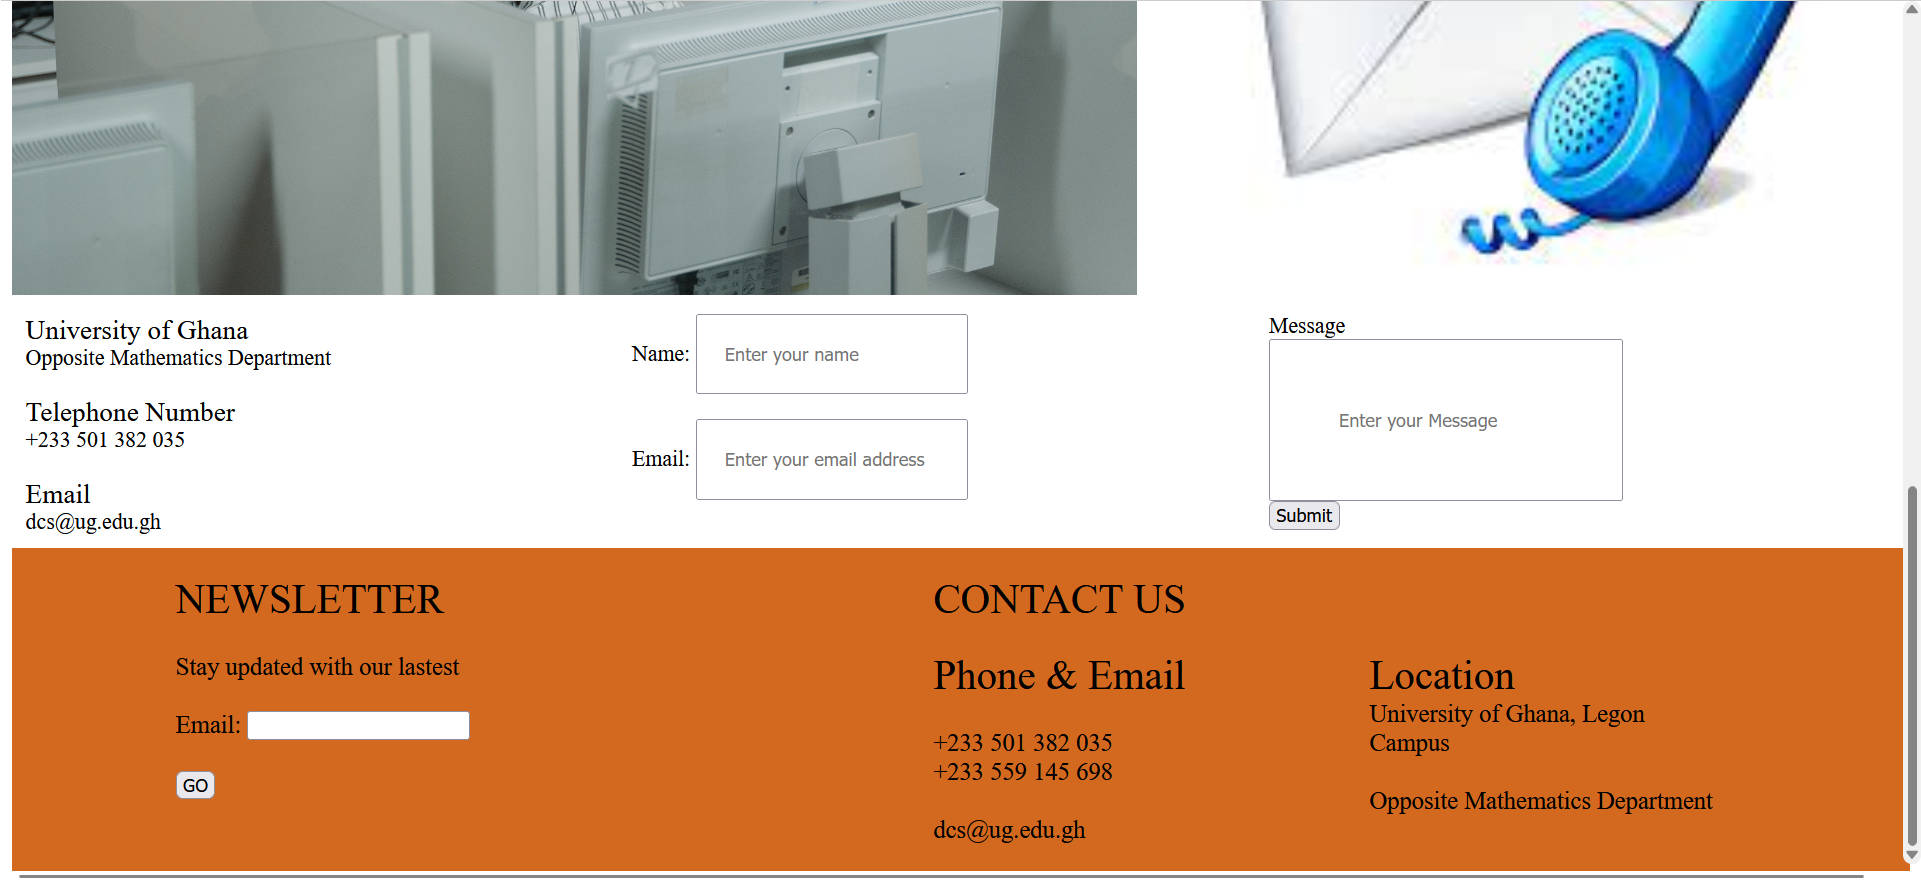 University of Ghana
Opposite Mathematics Department
Telephone Number
+233 501 382 035
Email
dcs@ug.edu.gh
Name: Enter your name
Email: Enter your email address
Message
Enter your Message
Submit
NEWSLETTER
Stay updated with our lastest
Email:
GO
CONTACT US
Phone & Email
+233 501 382 035
+233 559 145 698
dcs@ug.edu.gh
Location
University of Ghana, Legon
Campus
Opposite Mathematics Department